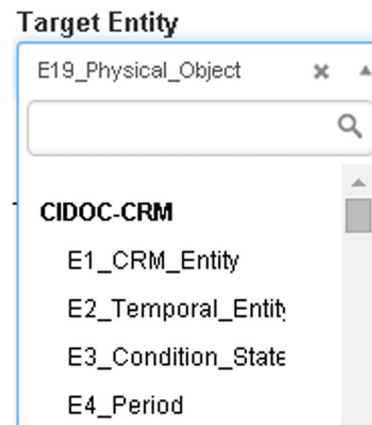 Target Entity
E19_Physical_Object
CIDOC-CRM
E1_CRM_Entity
E2_Temporal_Entity
E3_Condition_State
E4_Period